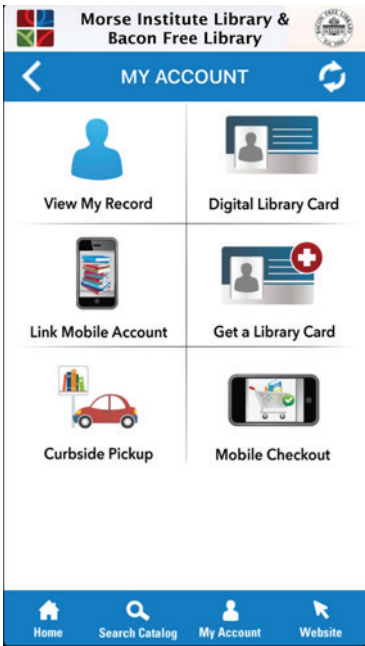 Morse Institute Library &
Bacon Free Library
MY ACCOUNT
View My Record
Digital Library Card
Link Mobile Account
Get a Library Card
Curbside Pickup
Mobile Checkout
Home
Search Catalog
My Account
Website